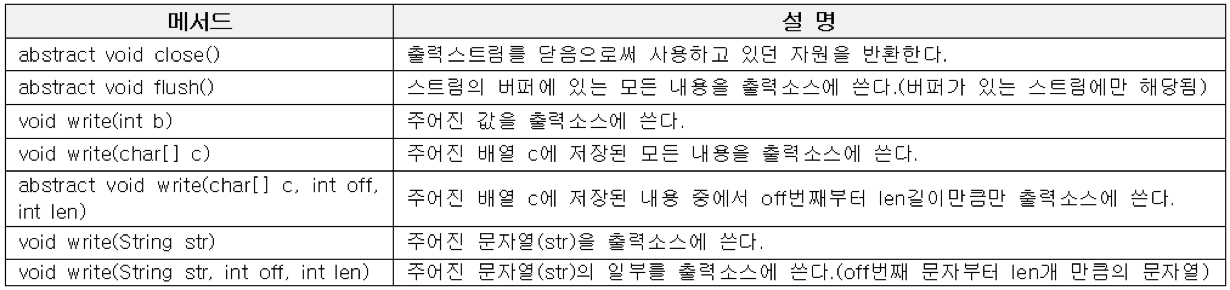 메서드
설 명
abstract void close()
출력스트림를 닫음으로써 사용하고 있던 자원을 반환한다.
abstract void flush()
스트림의 버퍼에 있는 모든 내용을 출력소스에 쓴다.(버퍼가 있는 스트림에만 해당됨)
void write(int b)
주어진 값을 출력소스에 쓴다.
void write(char[] c)
주어진 배열 c에 저장된 모든 내용을 출력소스에 쓴다.
abstract void write(char[] c, int off,
int len)
주어진 배열 c에 저장된 내용 중에서 off번째부터 len길이만큼만 출력소스에 쓴다.
void write(String str)
주어진 문자열(str)을 출력소스에 쓴다.
void write(String str, int off, int len)
주어진 문자열(str)의 일부를 출력소스에 쓴다.(off번째 문자부터 len개 만큼의 문자열)